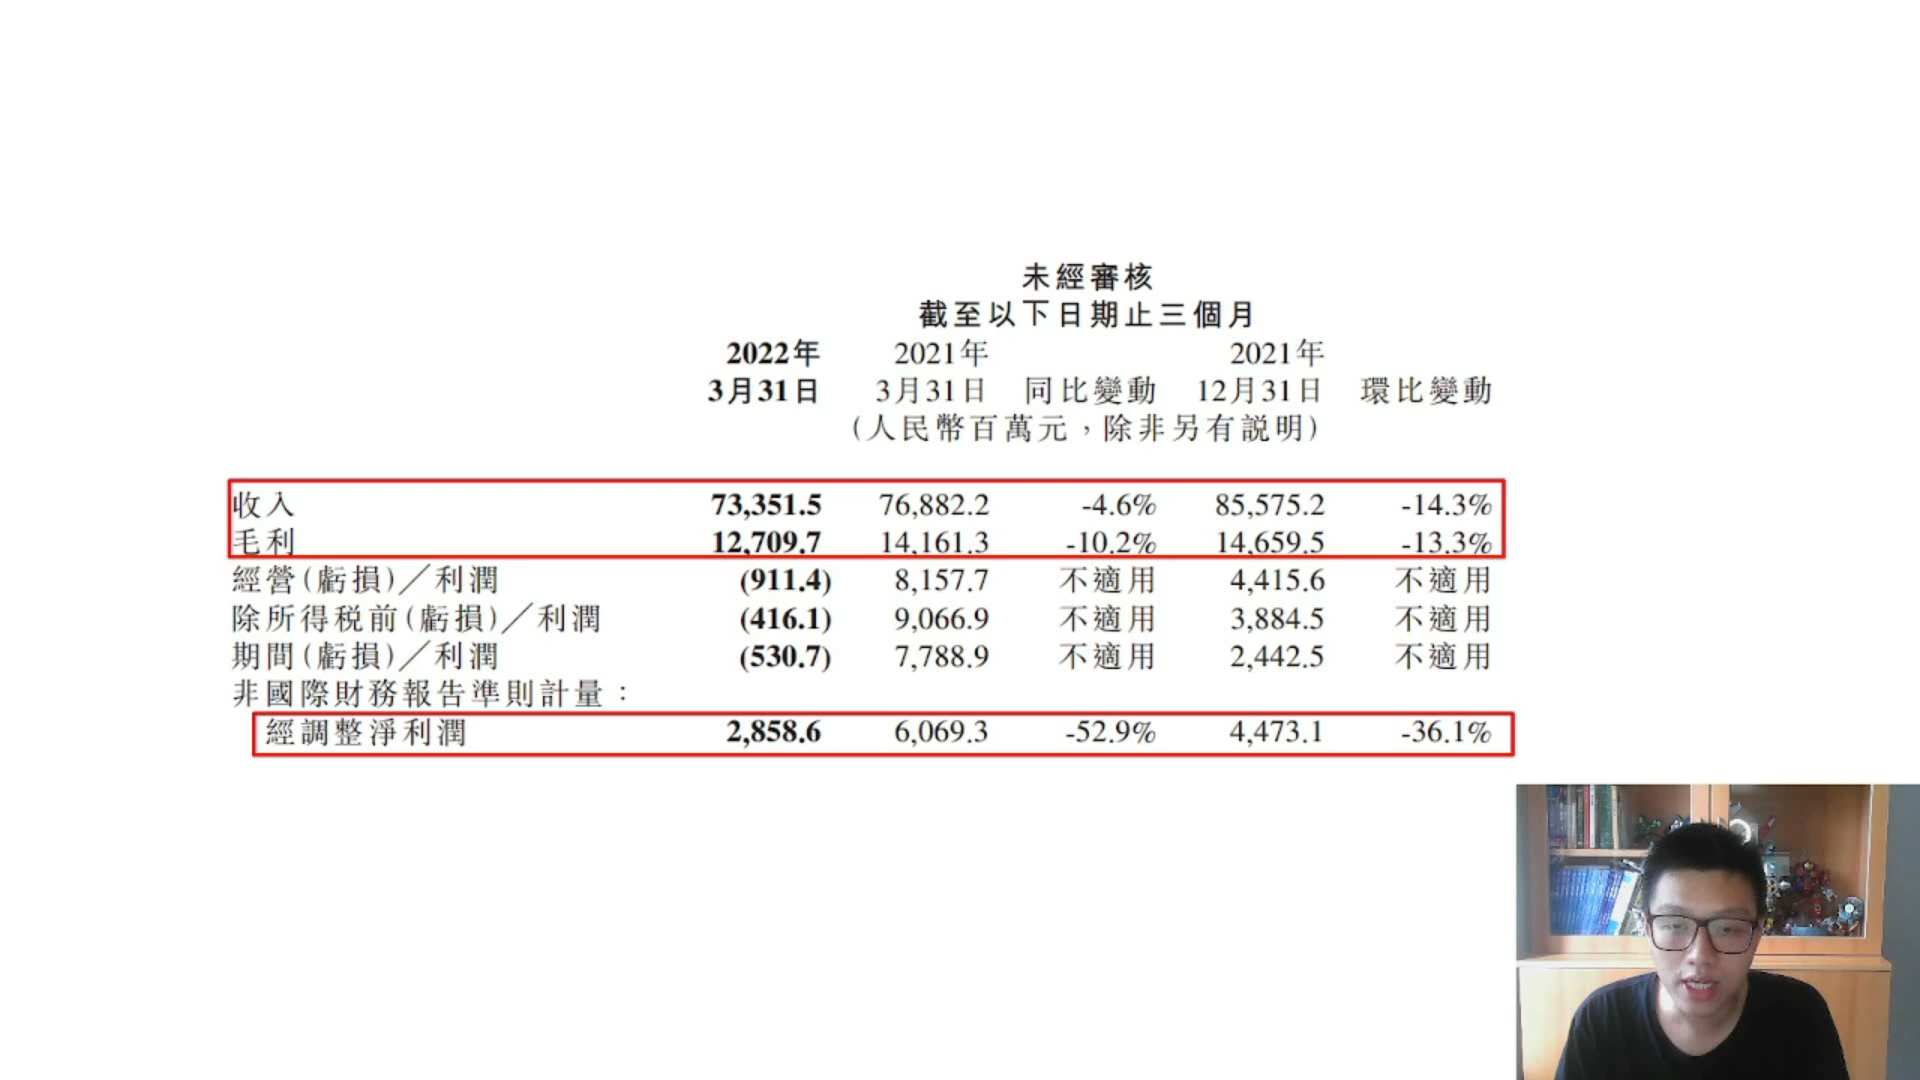 未經審核
截至以下日期止三個月
2022年 2021年 2021年
3月31日 3月31日 同比變動 12月31日 環比變動
(人民幣百萬元，除非另有説明)
收入 73,351.5 76,882.2 -4.6% 85,575.2 -14.3%
毛利 12,709.7 14,161.3 -10.2% 14,659.5 -13.3%
經營(虧損)／利潤 (911.4) 8,157.7 不適用 4,415.6 不適用
除所得税前(虧損)／利潤 (416.1) 9,066.9 不適用 3,884.5 不適用
期間(虧損)／利潤 (530.7) 7,788.9 不適用 2,442.5 不適用
非國際財務報告準則計量：
經調整淨利潤 2,858.6 6,069.3 -52.9% 4,473.1 -36.1%